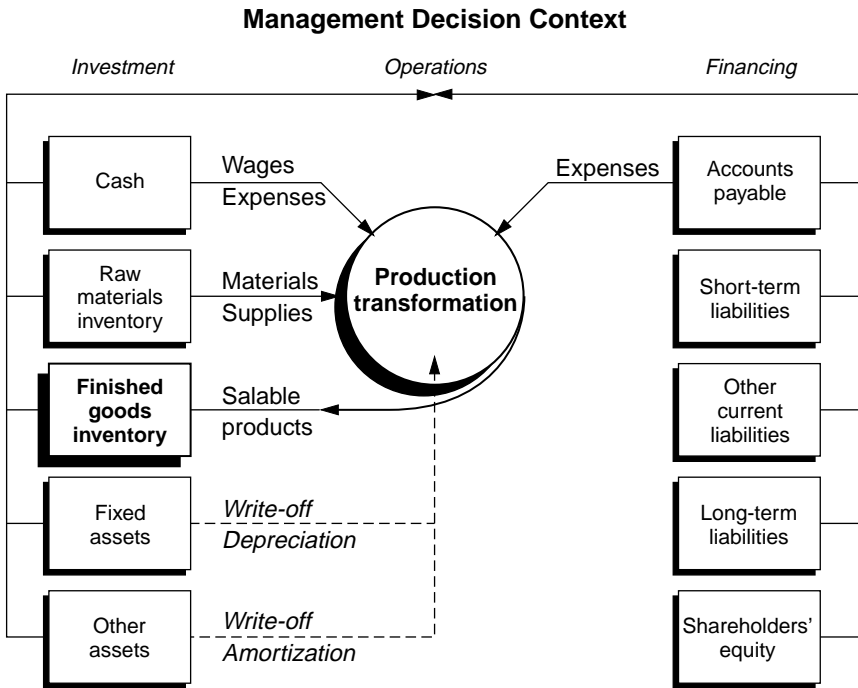 Management Decision Context
Investment
Operations
Financing
Cash
Wages
Expenses
Expenses
Accounts
payable
Raw
materials
inventory
Materials
Supplies
Production
transformation
Short-term
liabilities
Finished
goods
inventory
Salable
products
Other
current
liabilities
Fixed
assets
Write-off
Depreciation
Long-term
liabilities
Other
assets
Write-off
Amortization
Shareholders’
equity